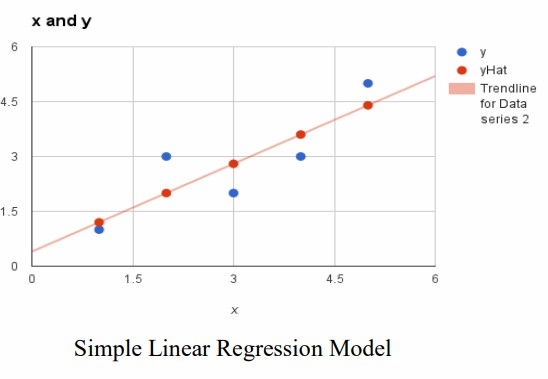 x and y
6
4.5
3
1.5
0
0 1.5 3 4.5 6
x
y
yHat
Trendline
for Data
series 2
Simple Linear Regression Model